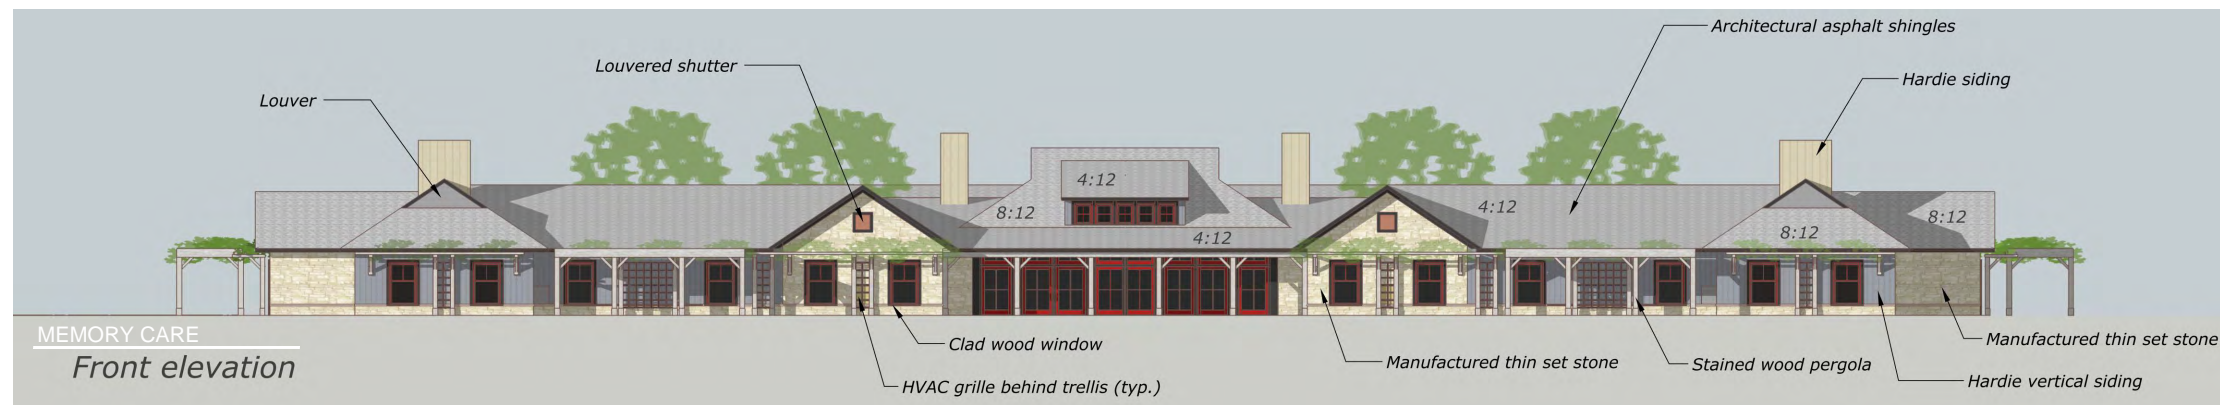 Architectural asphalt shingles
Louvered shutter
Hardie siding
Louver
4:12
8:12
4:12
4:12
8:12
8:12
MEMORY CARE
Front elevation
Clad wood window
HVAC grille behind trellis (typ.)
Manufactured thin set stone
Stained wood pergola
Manufactured thin set stone
Hardie vertical siding